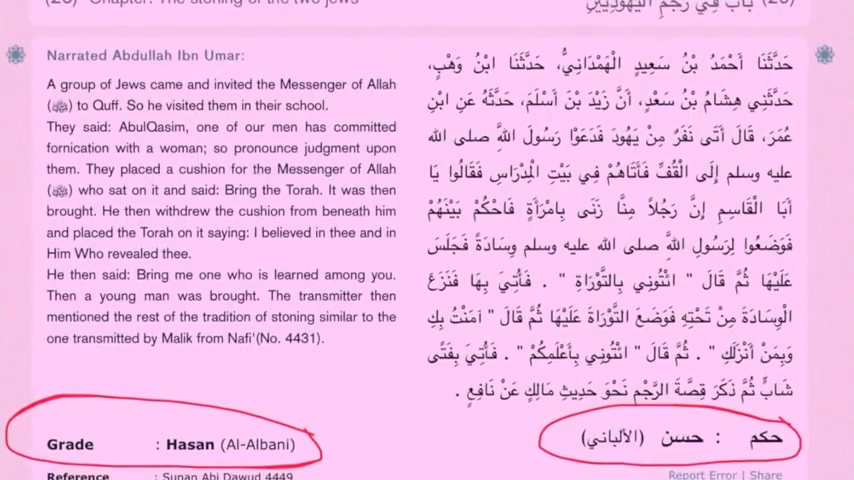 (26) Chapter: The stoning of the two jews
(26) باب فِي رَجْمِ الْيَهُودِيَّيْنِ
Narrated Abdullah Ibn Umar:
A group of Jews came and invited the Messenger of Allah
(ﷺ) to Quff. So he visited them in their school.
They said: AbulQasim, one of our men has committed
fornication with a woman; so pronounce judgment upon
them. They placed a cushion for the Messenger of Allah
(ﷺ) who sat on it and said: Bring the Torah. It was then
brought. He then withdrew the cushion from beneath him
and placed the Torah on it saying: I believed in thee and in
Him Who revealed thee.
He then said: Bring me one who is learned among you.
Then a young man was brought. The transmitter then
mentioned the rest of the tradition of stoning similar to the
one transmitted by Malik from Nafi'(No. 4431).
حَدَّثَنَا أَحْمَدُ بْنُ سَعِيدٍ الْهَمْدَانِيُّ، حَدَّثَنَا ابْنُ وَهْبٍ،
حَدَّثَنِي هِشَامُ بْنُ سَعْدٍ، أَنَّ زَيْدَ بْنَ أَسْلَمَ، حَدَّثَهُ عَنِ ابْنِ
عُمَرَ، قَالَ أَتَى نَفَرٌ مِنْ يَهُودَ فَدَعَوْا رَسُولَ اللَّهِ صلى الله
عليه وسلم إِلَى الْقُفِّ فَأَتَاهُمْ فِي بَيْتِ الْمِدْرَاسِ فَقَالُوا يَا
أَبَا الْقَاسِمِ إِنَّ رَجُلاً مِنَّا زَنَى بِامْرَأَةٍ فَاحْكُمْ بَيْنَهُمْ
فَوَضَعُوا لِرَسُولِ اللَّهِ صلى الله عليه وسلم وِسَادَةً فَجَلَسَ
عَلَيْهَا ثُمَّ قَالَ " ائْتُونِي بِالتَّوْرَاةِ " . فَأُتِيَ بِهَا فَنَزَعَ
الْوِسَادَةَ مِنْ تَحْتِهِ فَوَضَعَ التَّوْرَاةَ عَلَيْهَا ثُمَّ قَالَ " آمَنْتُ بِكِ
وَبِمَنْ أَنْزَلَكِ " . ثُمَّ قَالَ " ائْتُونِي بِأَعْلَمِكُمْ " . فَأُتِيَ بِفَتًى
شَابٍّ ثُمَّ ذَكَرَ قِصَّةَ الرَّجْمِ نَحْوَ حَدِيثِ مَالِكٍ عَنْ نَافِعٍ .
Grade : Hasan (Al-Albani)
حكم : حسن (الألباني)
Reference : Sunan Abi Dawud 4449
Report Error | Share